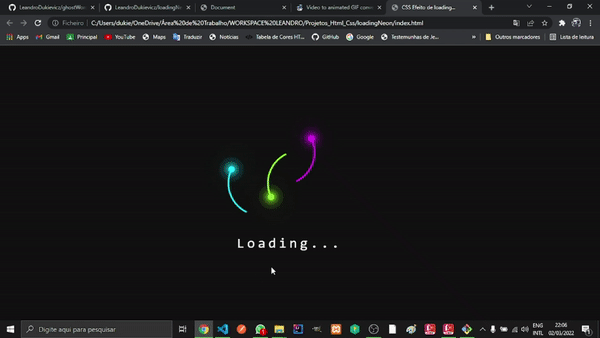 LeandroDukievicz/ghostWor
LeandroDukievicz/loadingNe
Document
Video to animated GIF conv
CSS Efeito de loading...
Arquivo
C:/Users/dukie/OneDrive/Área%20de%20Trabalho/WORKSPACE%20LEANDRO/Projetos_Html_Css/loadingNeon/index.html
Apps
Gmail
Principal
YouTube
Maps
Traduzir
Notícias
Tabela de Cores HT...
GitHub
Google
Testemunhas de Je...
»
Outros marcadores
Lista de leitura
Loading...
Digite aqui para pesquisar
ENG
INTL
22:06
02/03/2022